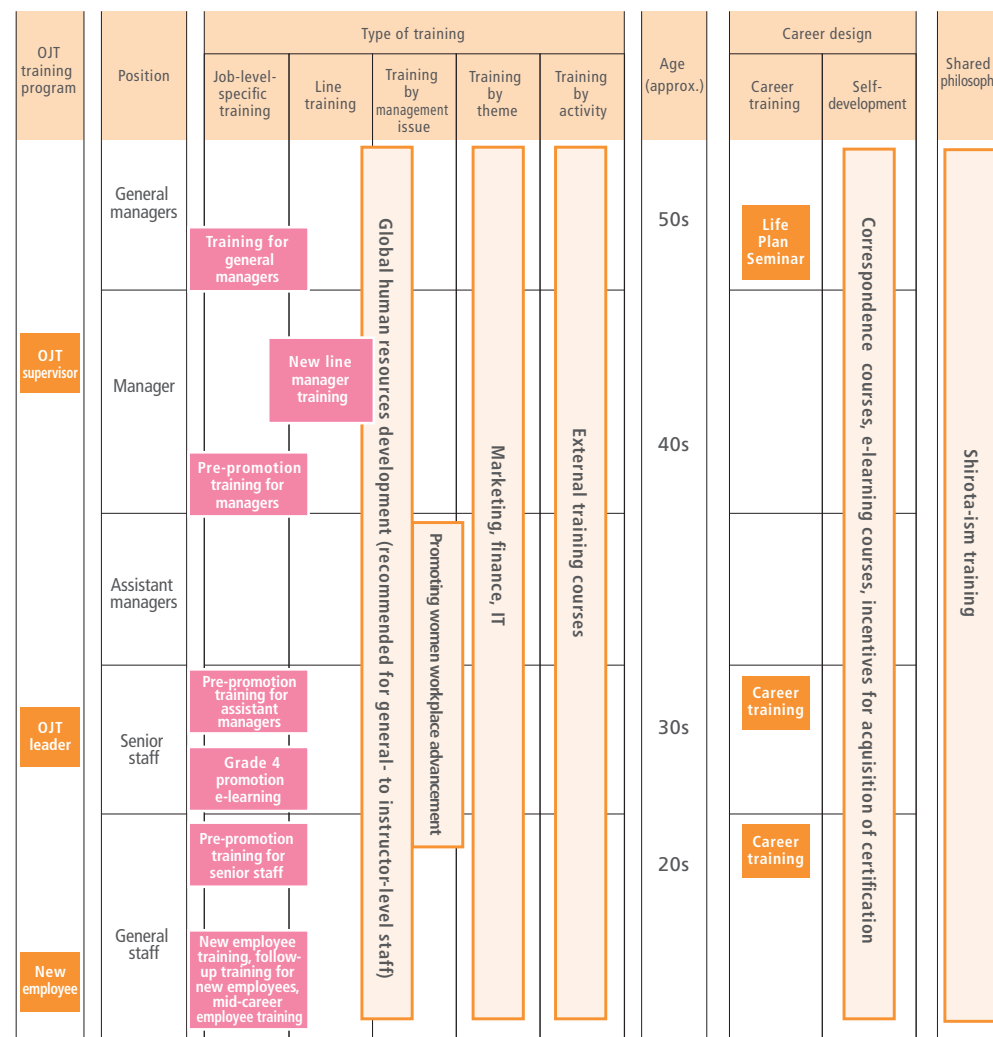 OJT
training
program
Position
Type of training
Job-level-
specific
training
Line
training
Training
by
management
issue
Training
by
theme
Training
by
activity
Age
(approx.)
Career design
Career
training
Self-
development
Shared
philosoph
General
managers
Training for
general
managers
50s
Life
Plan
Seminar
OJT
supervisor
Manager
New line
manager
training
Pre-promotion
training for
managers
40s
Assistant
managers
OJT
leader
Senior
staff
Pre-promotion
training for
assistant
managers
Grade 4
promotion
e-learning
30s
Career
training
General
staff
Pre-promotion
training for
senior staff
20s
Career
training
New
employee
New employee
training, follow-
up training for
new employees,
mid-career
employee training
Global human resources development (recommended for general- to instructor-level staff)
Promoting women workplace advancement
Marketing, finance, IT
External training courses
Correspondence courses, e-learning courses, incentives for acquisition of certification
Shirota-ism training